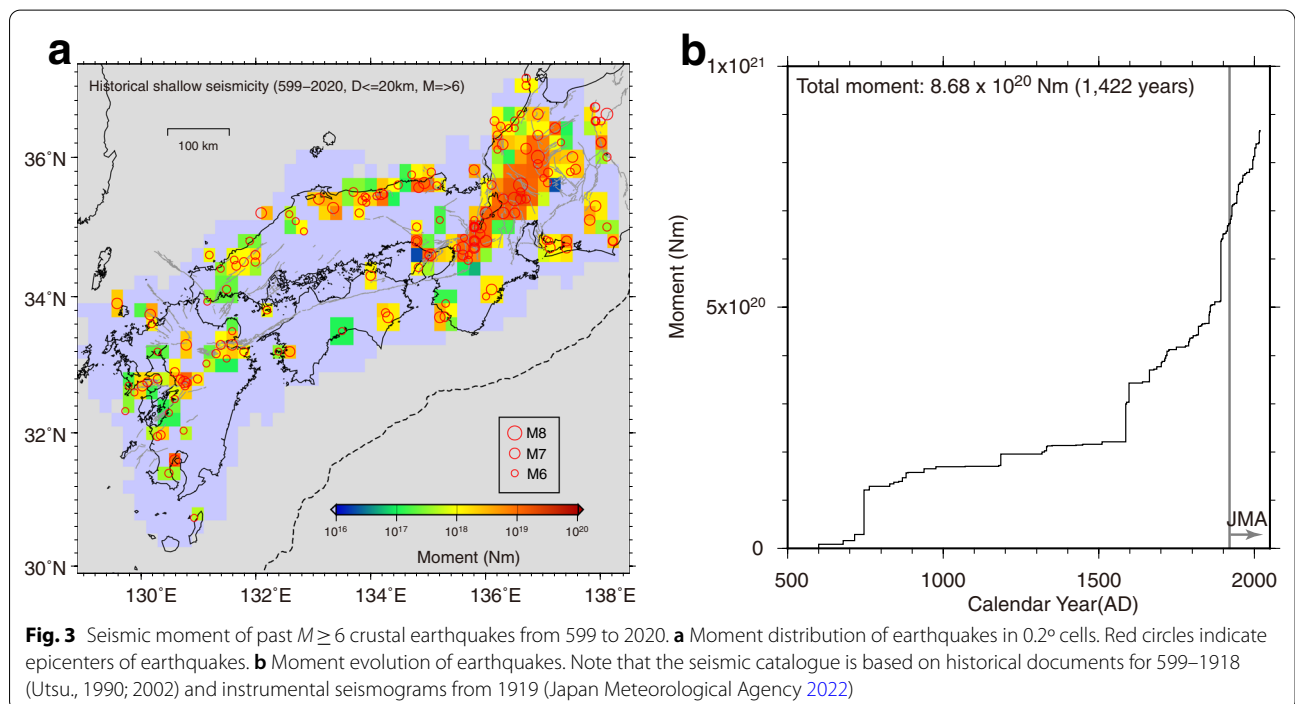 a
Historical shallow seismicity (599–2020, D<=20km, M=>6)
100 km
36°N
34°N
32°N
30°N
130°E 132°E 134°E 136°E 138°E
M8
M7
M6
10^16 10^17 10^18 10^19 10^20
Moment (Nm)
b
Total moment: 8.68 x 10^20 Nm (1,422 years)
1x10^21
5x10^20
0
Moment (Nm)
JMA
500 1000 1500 2000
Calendar Year(AD)
Fig. 3 Seismic moment of past M ≥ 6 crustal earthquakes from 599 to 2020. a Moment distribution of earthquakes in 0.2º cells. Red circles indicate
epicenters of earthquakes. b Moment evolution of earthquakes. Note that the seismic catalogue is based on historical documents for 599–1918
(Utsu., 1990; 2002) and instrumental seismograms from 1919 (Japan Meteorological Agency 2022)